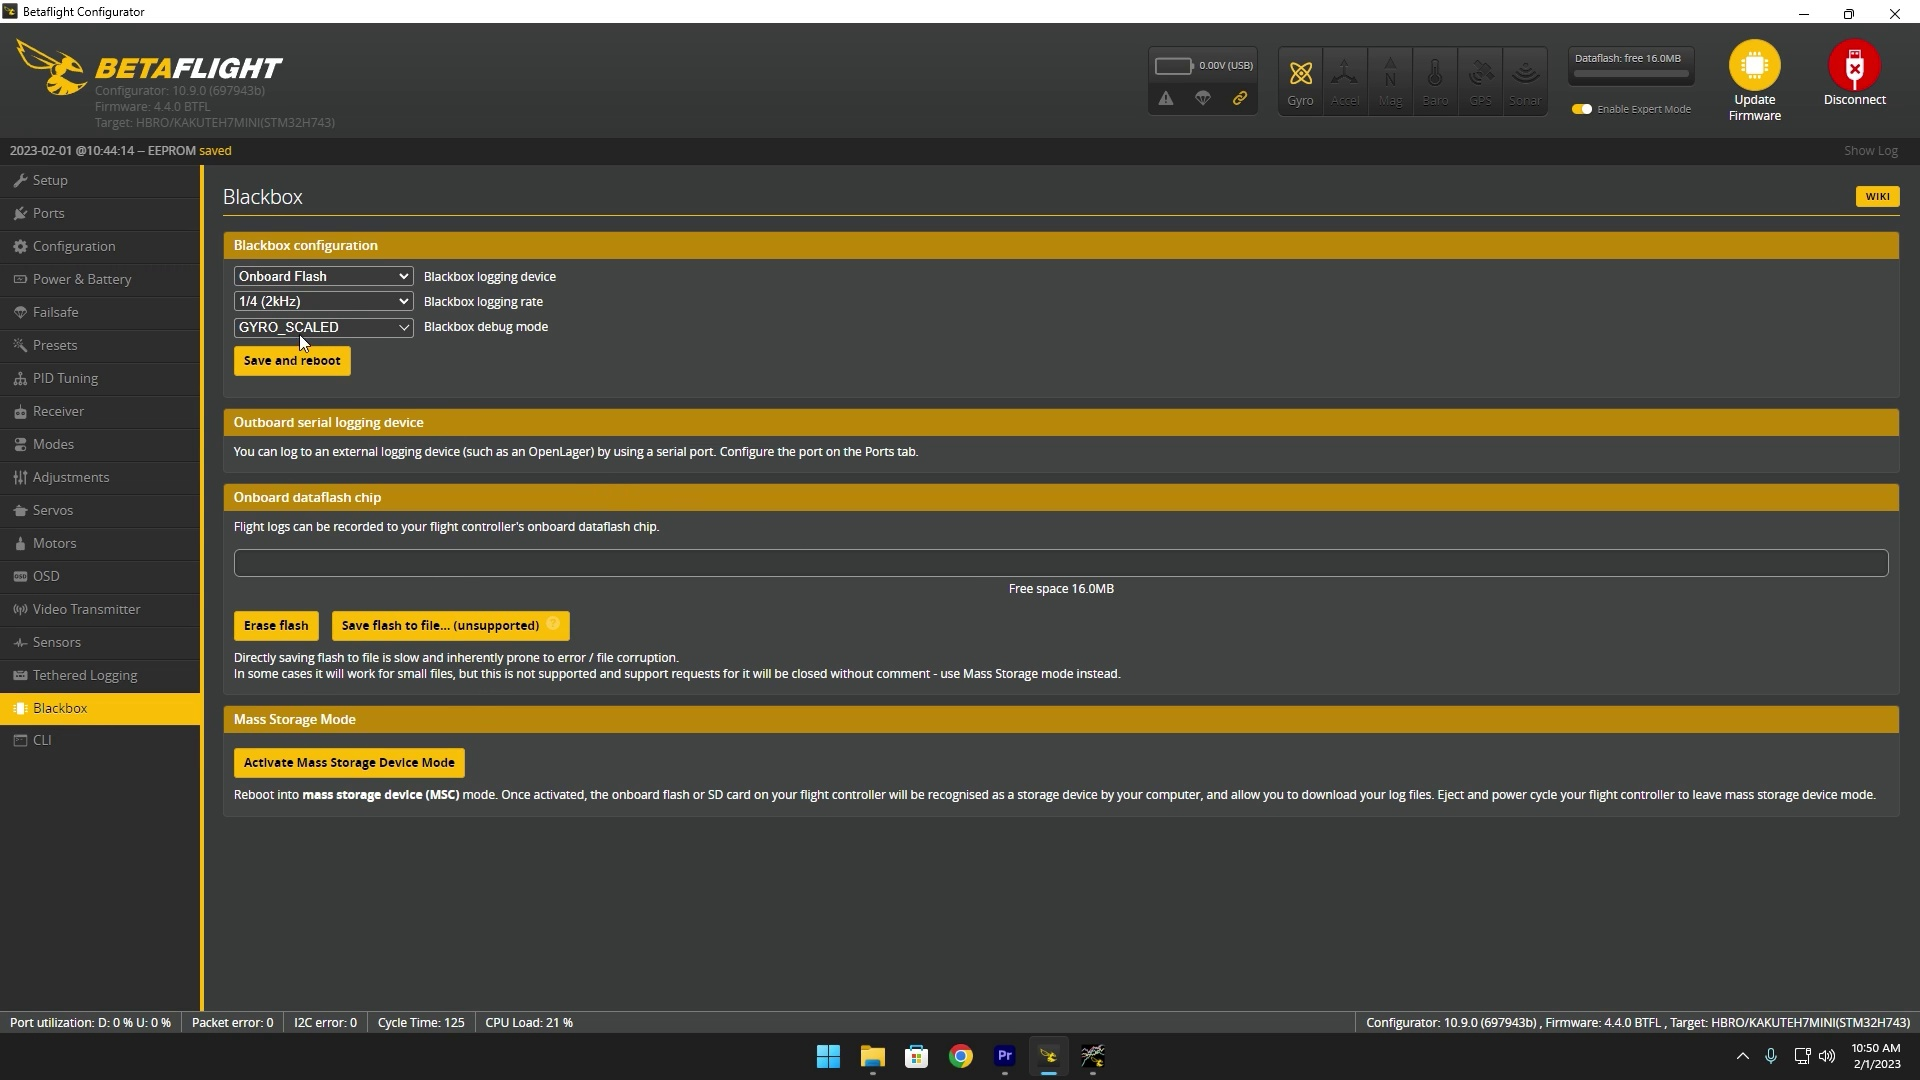 Betaflight Configurator
BETAFLIGHT
Configurator: 10.9.0 (697943b)
Firmware: 4.4.0 BTFL
Target: HBRO/KAKUTEH7MINI(STM32H743)
0.00V (USB)
Gyro
Accel
Mag
Baro
GPS
Sonar
Dataflash: free 16.0MB
Enable Expert Mode
Update
Firmware
Disconnect
2023-02-01 @10:44:14 -- EEPROM saved
Show Log
Setup
Ports
Configuration
Power & Battery
Failsafe
Presets
PID Tuning
Receiver
Modes
Adjustments
Servos
Motors
OSD
Video Transmitter
Sensors
Tethered Logging
Blackbox
CLI
Blackbox
WIKI
Blackbox configuration
Onboard Flash Blackbox logging device
1/4 (2kHz) Blackbox logging rate
GYRO_SCALED Blackbox debug mode
Save and reboot
Outboard serial logging device
You can log to an external logging device (such as an OpenLager) by using a serial port. Configure the port on the Ports tab.
Onboard dataflash chip
Flight logs can be recorded to your flight controller's onboard dataflash chip.
Free space 16.0MB
Erase flash
Save flash to file... (unsupported) ?
Directly saving flash to file is slow and inherently prone to error / file corruption.
In some cases it will work for small files, but this is not supported and support requests for it will be closed without comment - use Mass Storage mode instead.
Mass Storage Mode
Activate Mass Storage Device Mode
Reboot into mass storage device (MSC) mode. Once activated, the onboard flash or SD card on your flight controller will be recognised as a storage device by your computer, and allow you to download your log files. Eject and power cycle your flight controller to leave mass storage device mode.
Port utilization: D: 0 % U: 0 %
Packet error: 0
I2C error: 0
Cycle Time: 125
CPU Load: 21 %
Configurator: 10.9.0 (697943b) , Firmware: 4.4.0 BTFL , Target: HBRO/KAKUTEH7MINI(STM32H743)
Pr
10:50 AM
2/1/2023